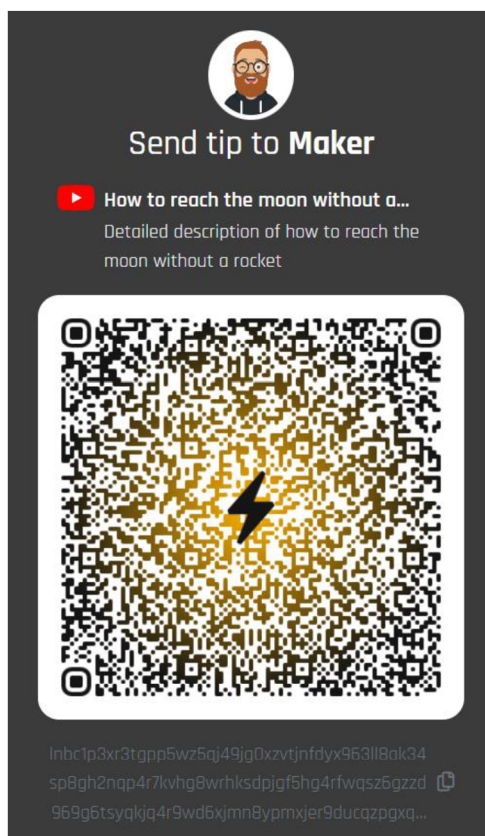 Send tip to Maker
How to reach the moon without a...
Detailed description of how to reach the
moon without a rocket
lnbc1p3xr3tgpp5wz5qj49jg0xzvtjnfdyx963ll8ak34
sp8gh2nqp4r7kvhg8wrhksdpjgf5hg4rfwqsz6gzzd
969g6tsyqkjq4r9wd6xjmn8ypmxjer9ducqzpgxq...